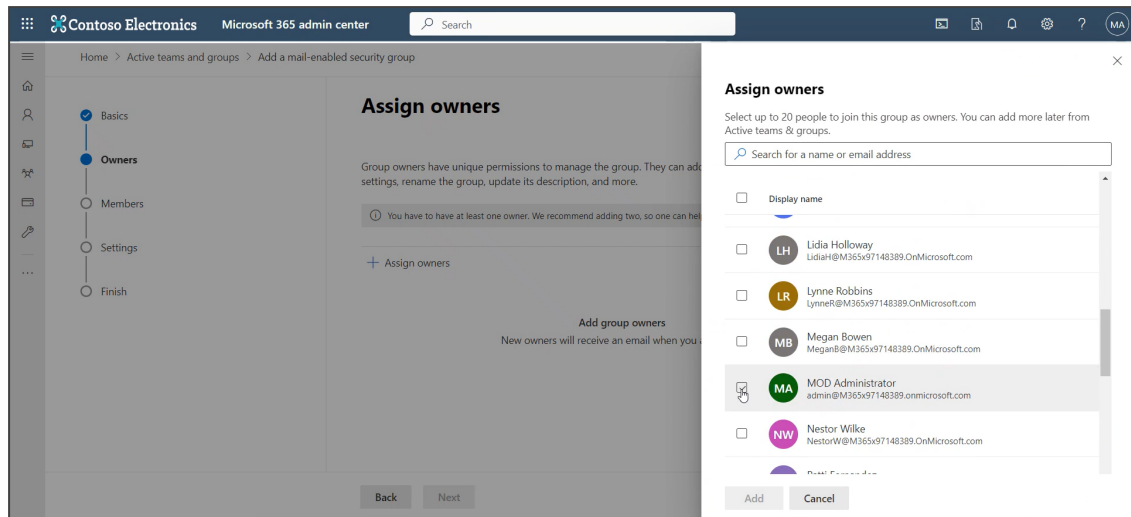 Contoso Electronics
Microsoft 365 admin center
Search
?
MA
Home > Active teams and groups > Add a mail-enabled security group
Basics
Owners
Members
Settings
Finish
Assign owners
Group owners have unique permissions to manage the group. They can add
settings, rename the group, update its description, and more.
You have to have at least one owner. We recommend adding two, so one can hel
+ Assign owners
Add group owners
New owners will receive an email when you
Back
Next
Assign owners
Select up to 20 people to join this group as owners. You can add more later from
Active teams & groups.
Search for a name or email address
Display name
LH
Lidia Holloway
LidiaH@M365x97148389.OnMicrosoft.com
LR
Lynne Robbins
LynneR@M365x97148389.OnMicrosoft.com
MB
Megan Bowen
MeganB@M365x97148389.OnMicrosoft.com
MA
MOD Administrator
admin@M365x97148389.onmicrosoft.com
NW
Nestor Wilke
NestorW@M365x97148389.OnMicrosoft.com
Add
Cancel